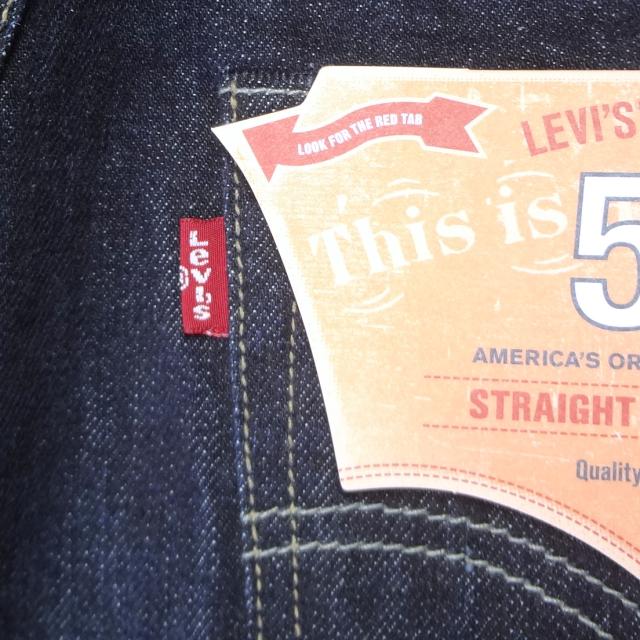 LOOK FOR THE RED TAB
LEVI'S
This is
5
AMERICA'S OR
STRAIGHT
Quality
Levi's
®